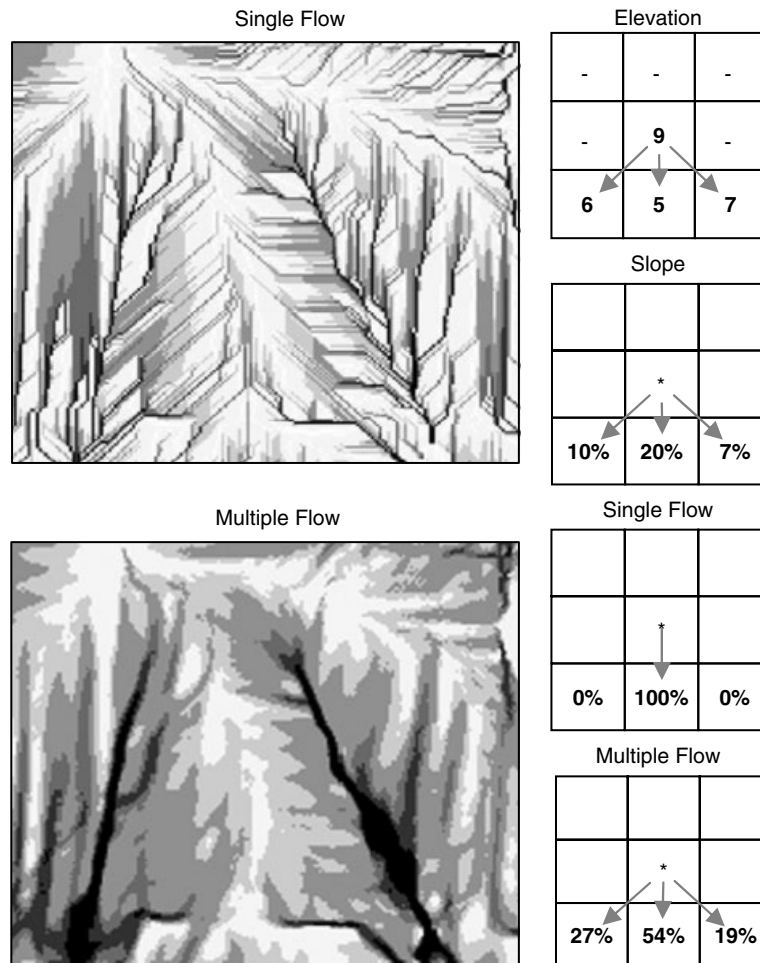 Single Flow
Elevation
- - -
- 9 -
6 5 7
Slope
*
10% 20% 7%
Multiple Flow
Single Flow
*
0% 100% 0%
Multiple Flow
*
27% 54% 19%